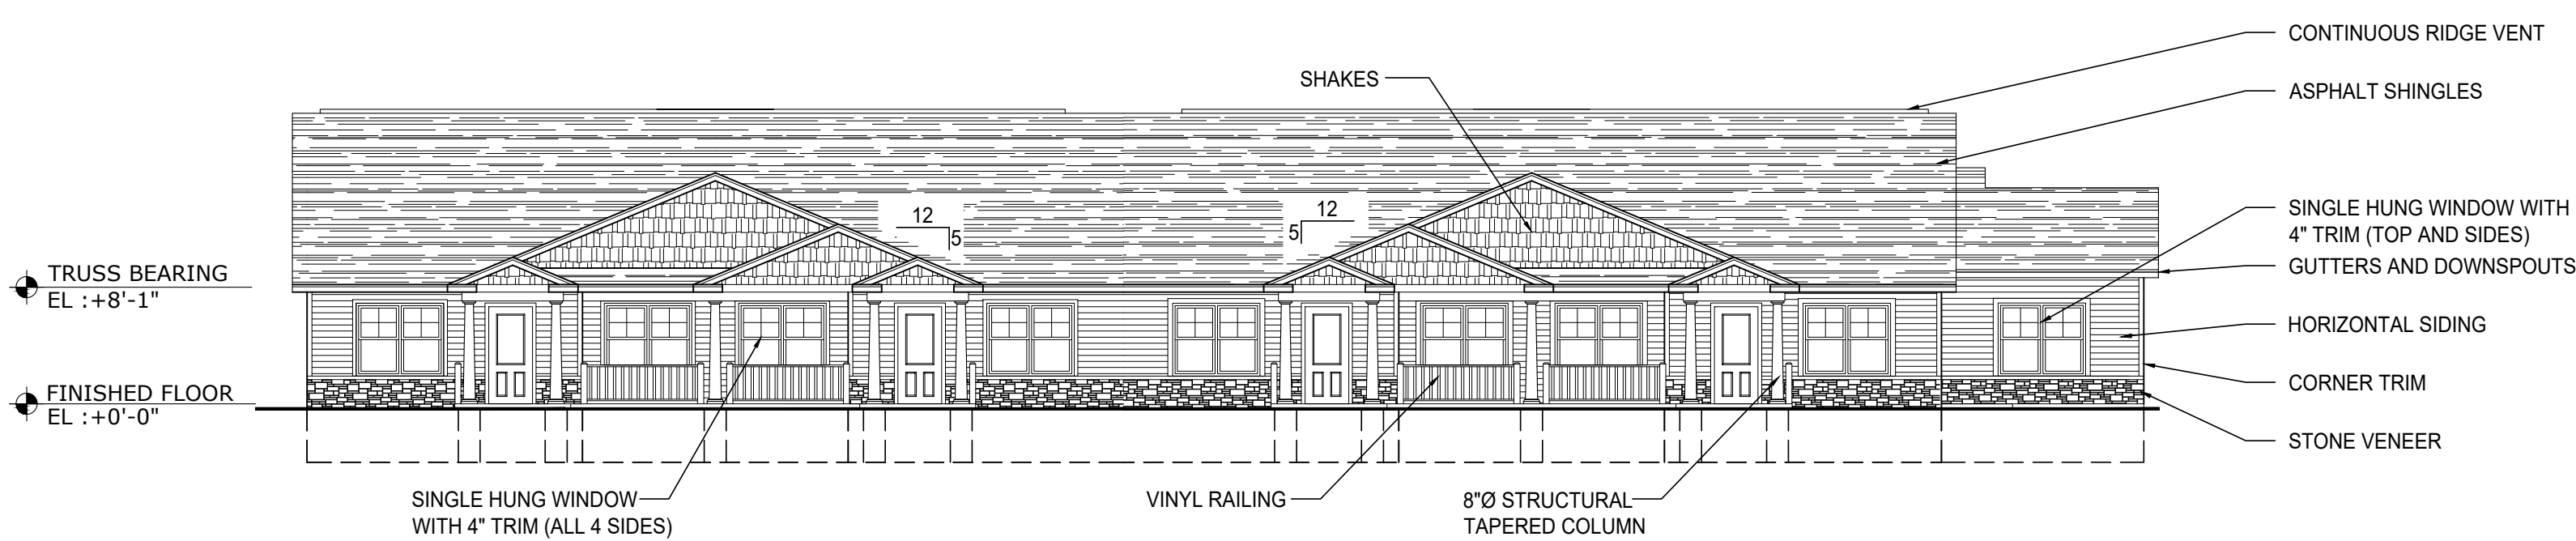 CONTINUOUS RIDGE VENT
SHAKES
ASPHALT SHINGLES
12
5
12
5
SINGLE HUNG WINDOW WITH
4" TRIM (TOP AND SIDES)
GUTTERS AND DOWNSPOUTS
TRUSS BEARING
EL :+8'-1"
HORIZONTAL SIDING
CORNER TRIM
FINISHED FLOOR
EL :+0'-0"
STONE VENEER
SINGLE HUNG WINDOW
WITH 4" TRIM (ALL 4 SIDES)
VINYL RAILING
8"Ø STRUCTURAL
TAPERED COLUMN